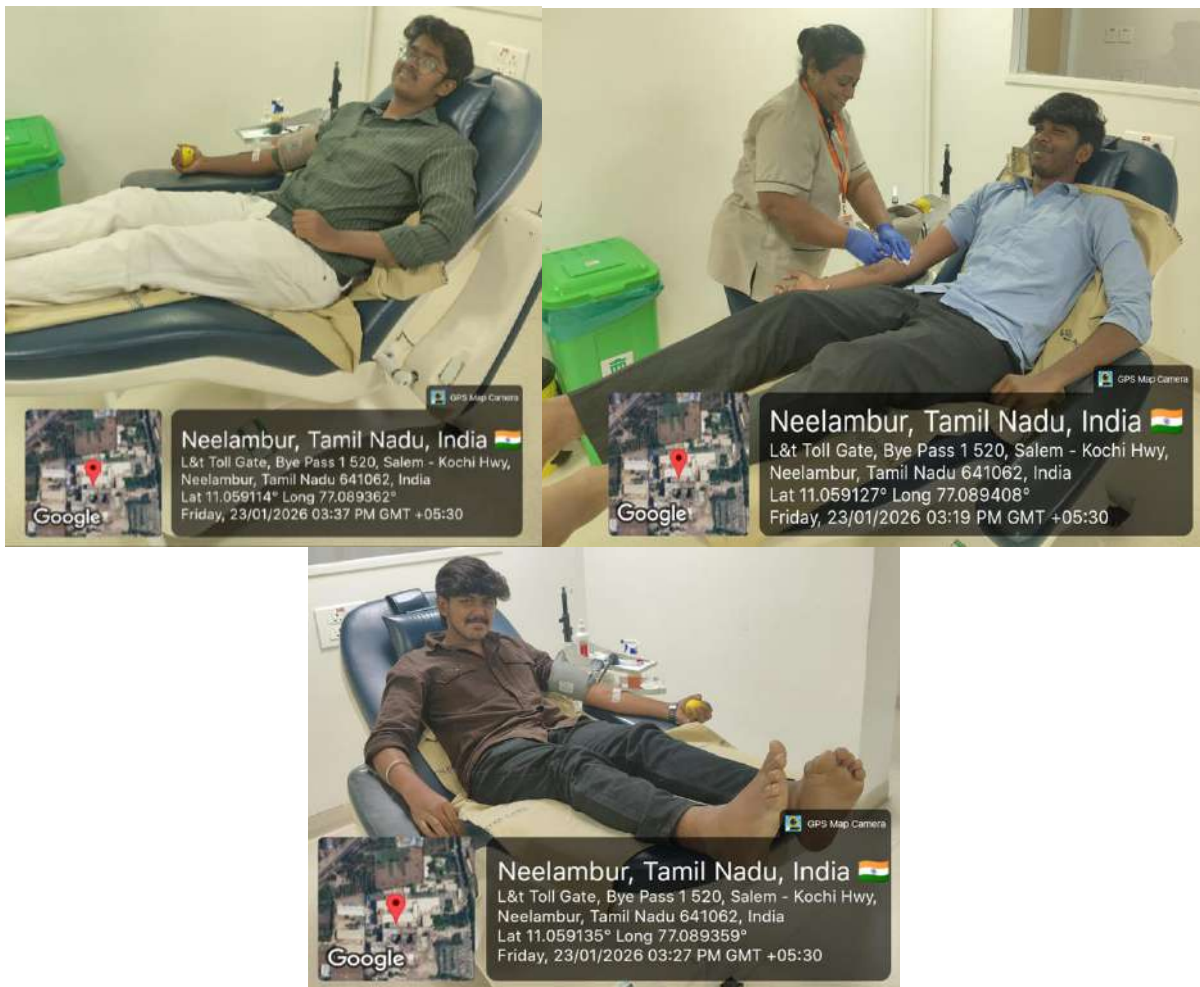 GPS Map Camera
Neelambur, Tamil Nadu, India
L&t Toll Gate, Bye Pass 1 520, Salem - Kochi Hwy,
Neelambur, Tamil Nadu 641062, India
Lat 11.059114° Long 77.089362°
Friday, 23/01/2026 03:37 PM GMT +05:30
Google
GPS Map Camera
Neelambur, Tamil Nadu, India
L&t Toll Gate, Bye Pass 1 520, Salem - Kochi Hwy,
Neelambur, Tamil Nadu 641062, India
Lat 11.059127° Long 77.089408°
Friday, 23/01/2026 03:19 PM GMT +05:30
Google
GPS Map Camera
Neelambur, Tamil Nadu, India
L&t Toll Gate, Bye Pass 1 520, Salem - Kochi Hwy,
Neelambur, Tamil Nadu 641062, India
Lat 11.059135° Long 77.089359°
Friday, 23/01/2026 03:27 PM GMT +05:30
Google